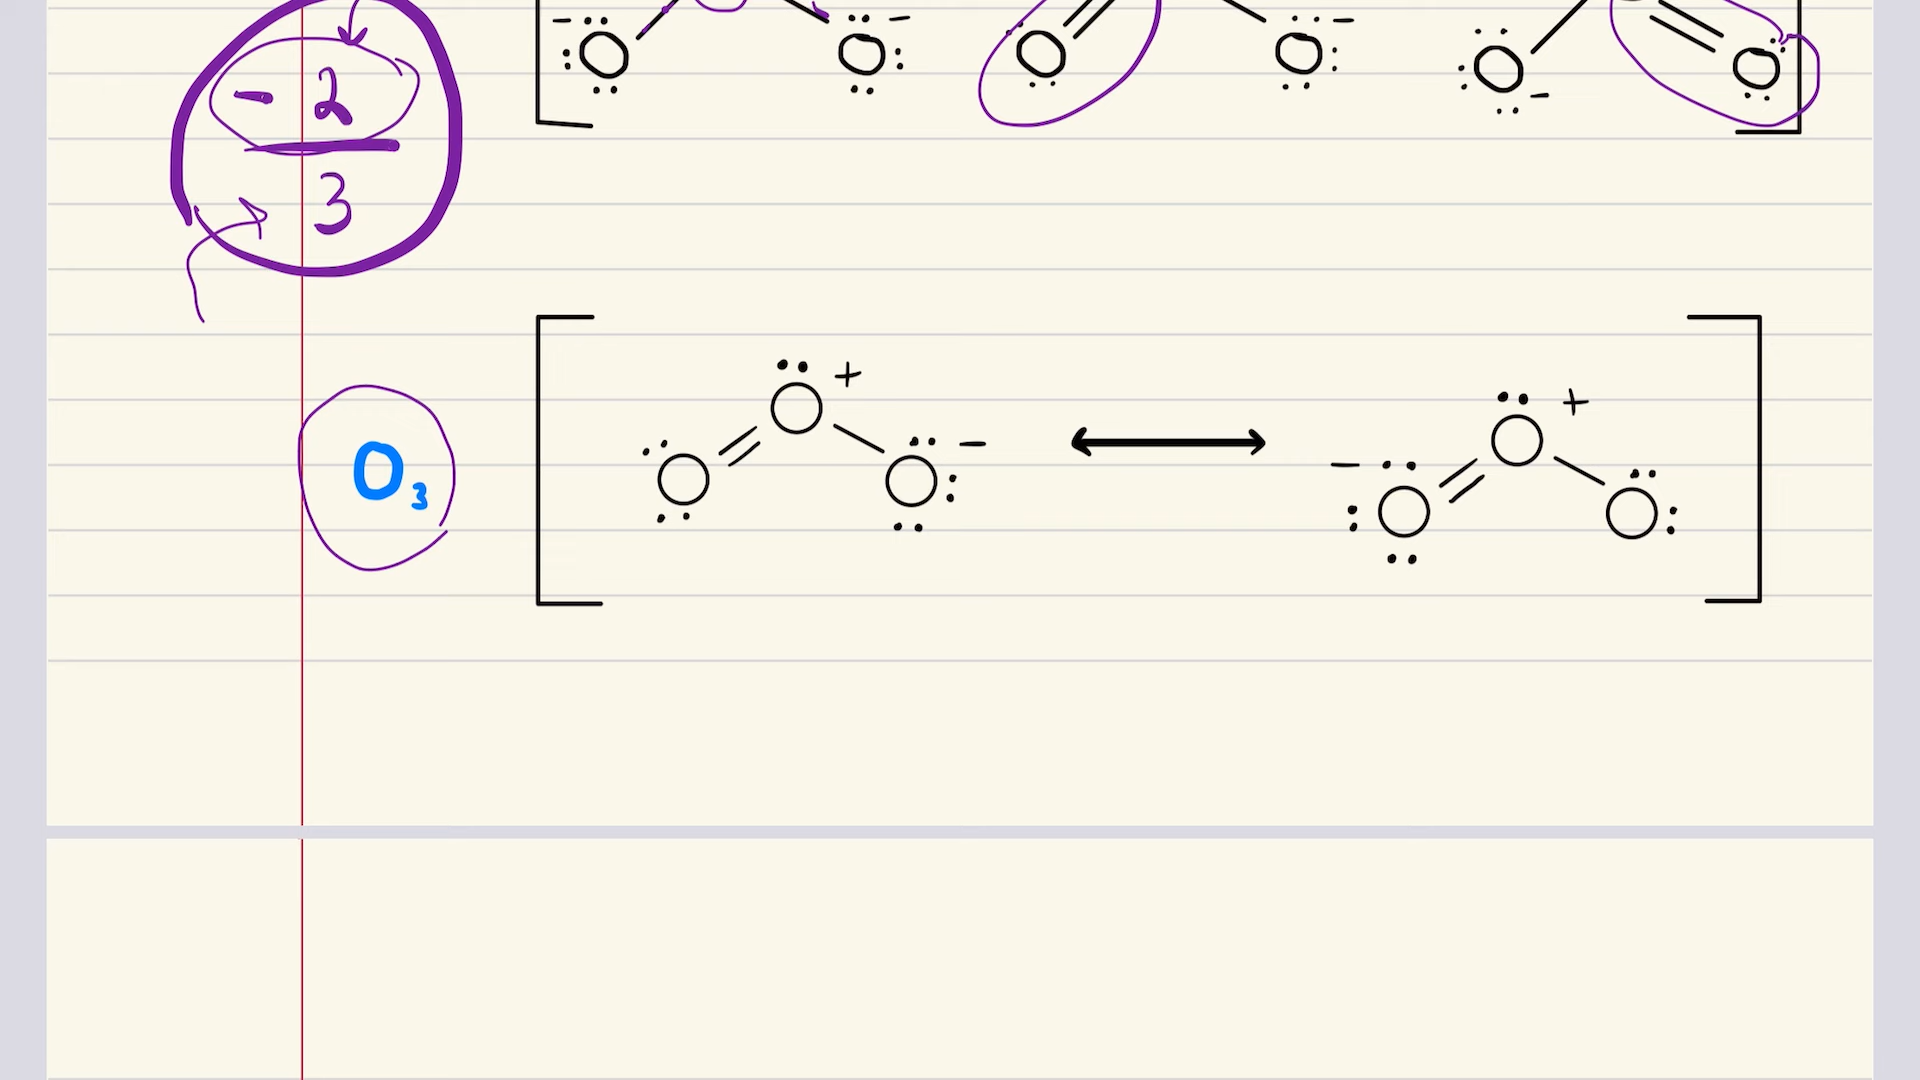 - 2
3
- O O - O O - O - O
O₃
O + O O -
O + - O O